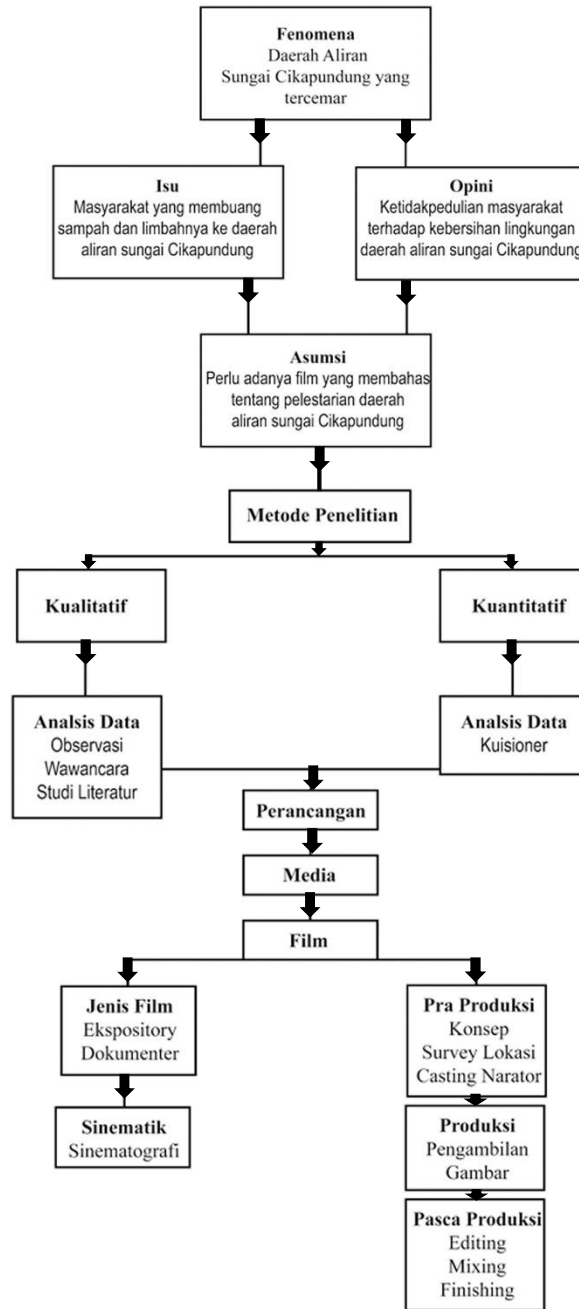 Fenomena
Daerah Aliran
Sungai Cikapundung yang
tercemar
Isu
Masyarakat yang membuang
sampah dan limbahnya ke daerah
aliran sungai Cikapundung
Opini
Ketidakpedulian masyarakat
terhadap kebersihan lingkungan
daerah aliran sungai Cikapundung
Asumsi
Perlu adanya film yang membahas
tentang pelestarian daerah
aliran sungai Cikapundung
Metode Penelitian
Kualitatif
Kuantitatif
Analsis Data
Observasi
Wawancara
Studi Literatur
Analsis Data
Kuisioner
Perancangan
Media
Film
Jenis Film
Ekspository
Dokumenter
Sinematik
Sinematografi
Pra Produksi
Konsep
Survey Lokasi
Casting Narator
Produksi
Pengambilan
Gambar
Pasca Produksi
Editing
Mixing
Finishing